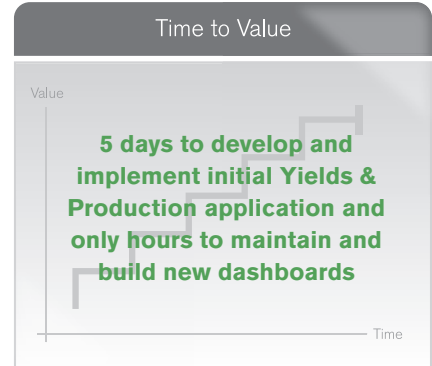 Time to Value
Value
5 days to develop and
implement initial Yields &
Production application and
only hours to maintain and
build new dashboards
Time